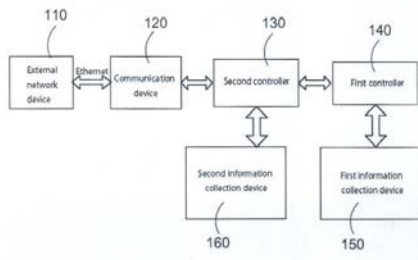 110
120
130
140
External
network
device
Ethernet
Communication
device
Second controller
First controller
Second information
collection device
First information
collection device
160
150